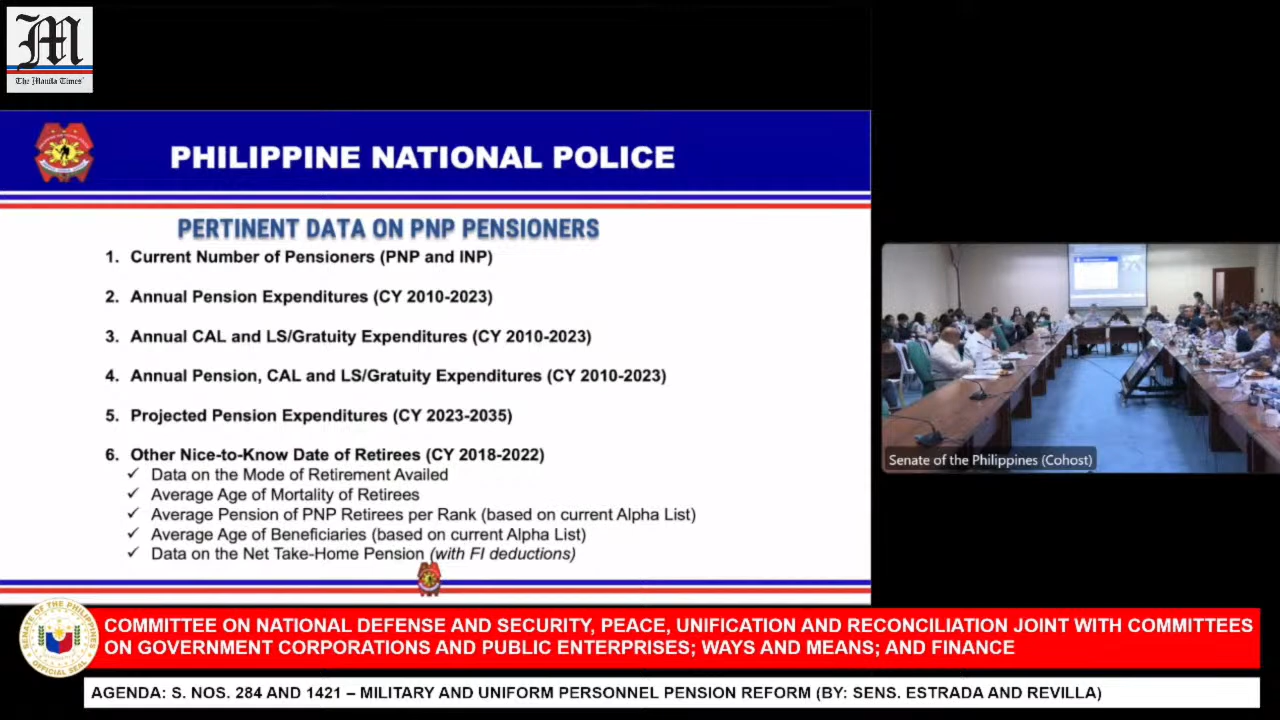 M
The Manila Times
PHILIPPINE NATIONAL POLICE
PERTINENT DATA ON PNP PENSIONERS
1. Current Number of Pensioners (PNP and INP)
2. Annual Pension Expenditures (CY 2010-2023)
3. Annual CAL and LS/Gratuity Expenditures (CY 2010-2023)
4. Annual Pension, CAL and LS/Gratuity Expenditures (CY 2010-2023)
5. Projected Pension Expenditures (CY 2023-2035)
6. Other Nice-to-Know Date of Retirees (CY 2018-2022)
✓ Data on the Mode of Retirement Availed
✓ Average Age of Mortality of Retirees
✓ Average Pension of PNP Retirees per Rank (based on current Alpha List)
✓ Average Age of Beneficiaries (based on current Alpha List)
✓ Data on the Net Take-Home Pension (with FI deductions)
Senate of the Philippines (Cohost)
SENATE OF THE PHILIPPINES
OFFICIAL SEAL
COMMITTEE ON NATIONAL DEFENSE AND SECURITY, PEACE, UNIFICATION AND RECONCILIATION JOINT WITH COMMITTEES
ON GOVERNMENT CORPORATIONS AND PUBLIC ENTERPRISES; WAYS AND MEANS; AND FINANCE
AGENDA: S. NOS. 284 AND 1421 – MILITARY AND UNIFORM PERSONNEL PENSION REFORM (BY: SENS. ESTRADA AND REVILLA)